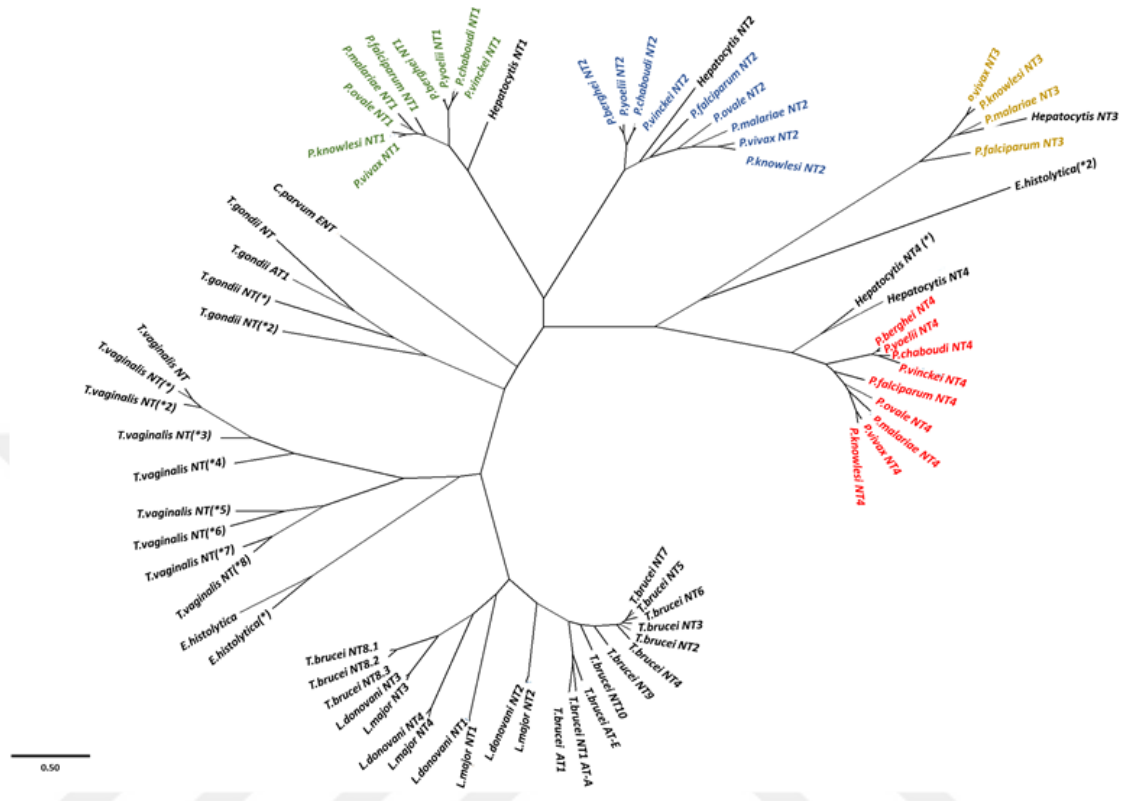 P.knowlesi NT1
P.vivax NT1
P.ovale NT1
P.malariae NT1
P.falciparum NT1
P.berghei NT1
P.yoelii NT1
P.chaboudi NT1
P.vinckei NT1
Hepatocytis NT1
P.berghei NT2
P.yoelii NT2
P.chaboudi NT2
P.vinckei NT2
Hepatocytis NT2
P.falciparum NT2
P.ovale NT2
P.malariae NT2
P.vivax NT2
P.knowlesi NT2
P.vivax NT3
P.knowlesi NT3
P.malariae NT3
Hepatocytis NT3
P.falciparum NT3
E.histolytica(*2)
Hepatocytis NT4 (*)
Hepatocytis NT4
P.berghei NT4
P.yoelii NT4
P.chaboudi NT4
P.vinckei NT4
P.falciparum NT4
P.ovale NT4
P.malariae NT4
P.vivax NT4
P.knowlesi NT4
T.brucei NT7
T.brucei NT5
T.brucei NT6
T.brucei NT3
T.brucei NT2
T.brucei NT4
T.brucei NT9
T.brucei NT10
T.brucei AT-E
T.brucei NT1 AT-A
T.brucei AT1
L.major NT2
L.donovani NT2
L.major NT1
L.donovani NT1
L.major NT4
L.donovani NT4
L.major NT3
L.donovani NT3
T.brucei NT8.3
T.brucei NT8.2
T.brucei NT8.1
E.histolytica(*)
E.histolytica
T.vaginalis NT(*8)
T.vaginalis NT(*7)
T.vaginalis NT(*6)
T.vaginalis NT(*5)
T.vaginalis NT(*4)
T.vaginalis NT(*3)
T.vaginalis NT(*2)
T.vaginalis NT(*)
T.vaginalis NT
T.gondii NT(*2)
T.gondii NT(*)
T.gondii AT1
T.gondii NT
C.parvum ENT
0.50